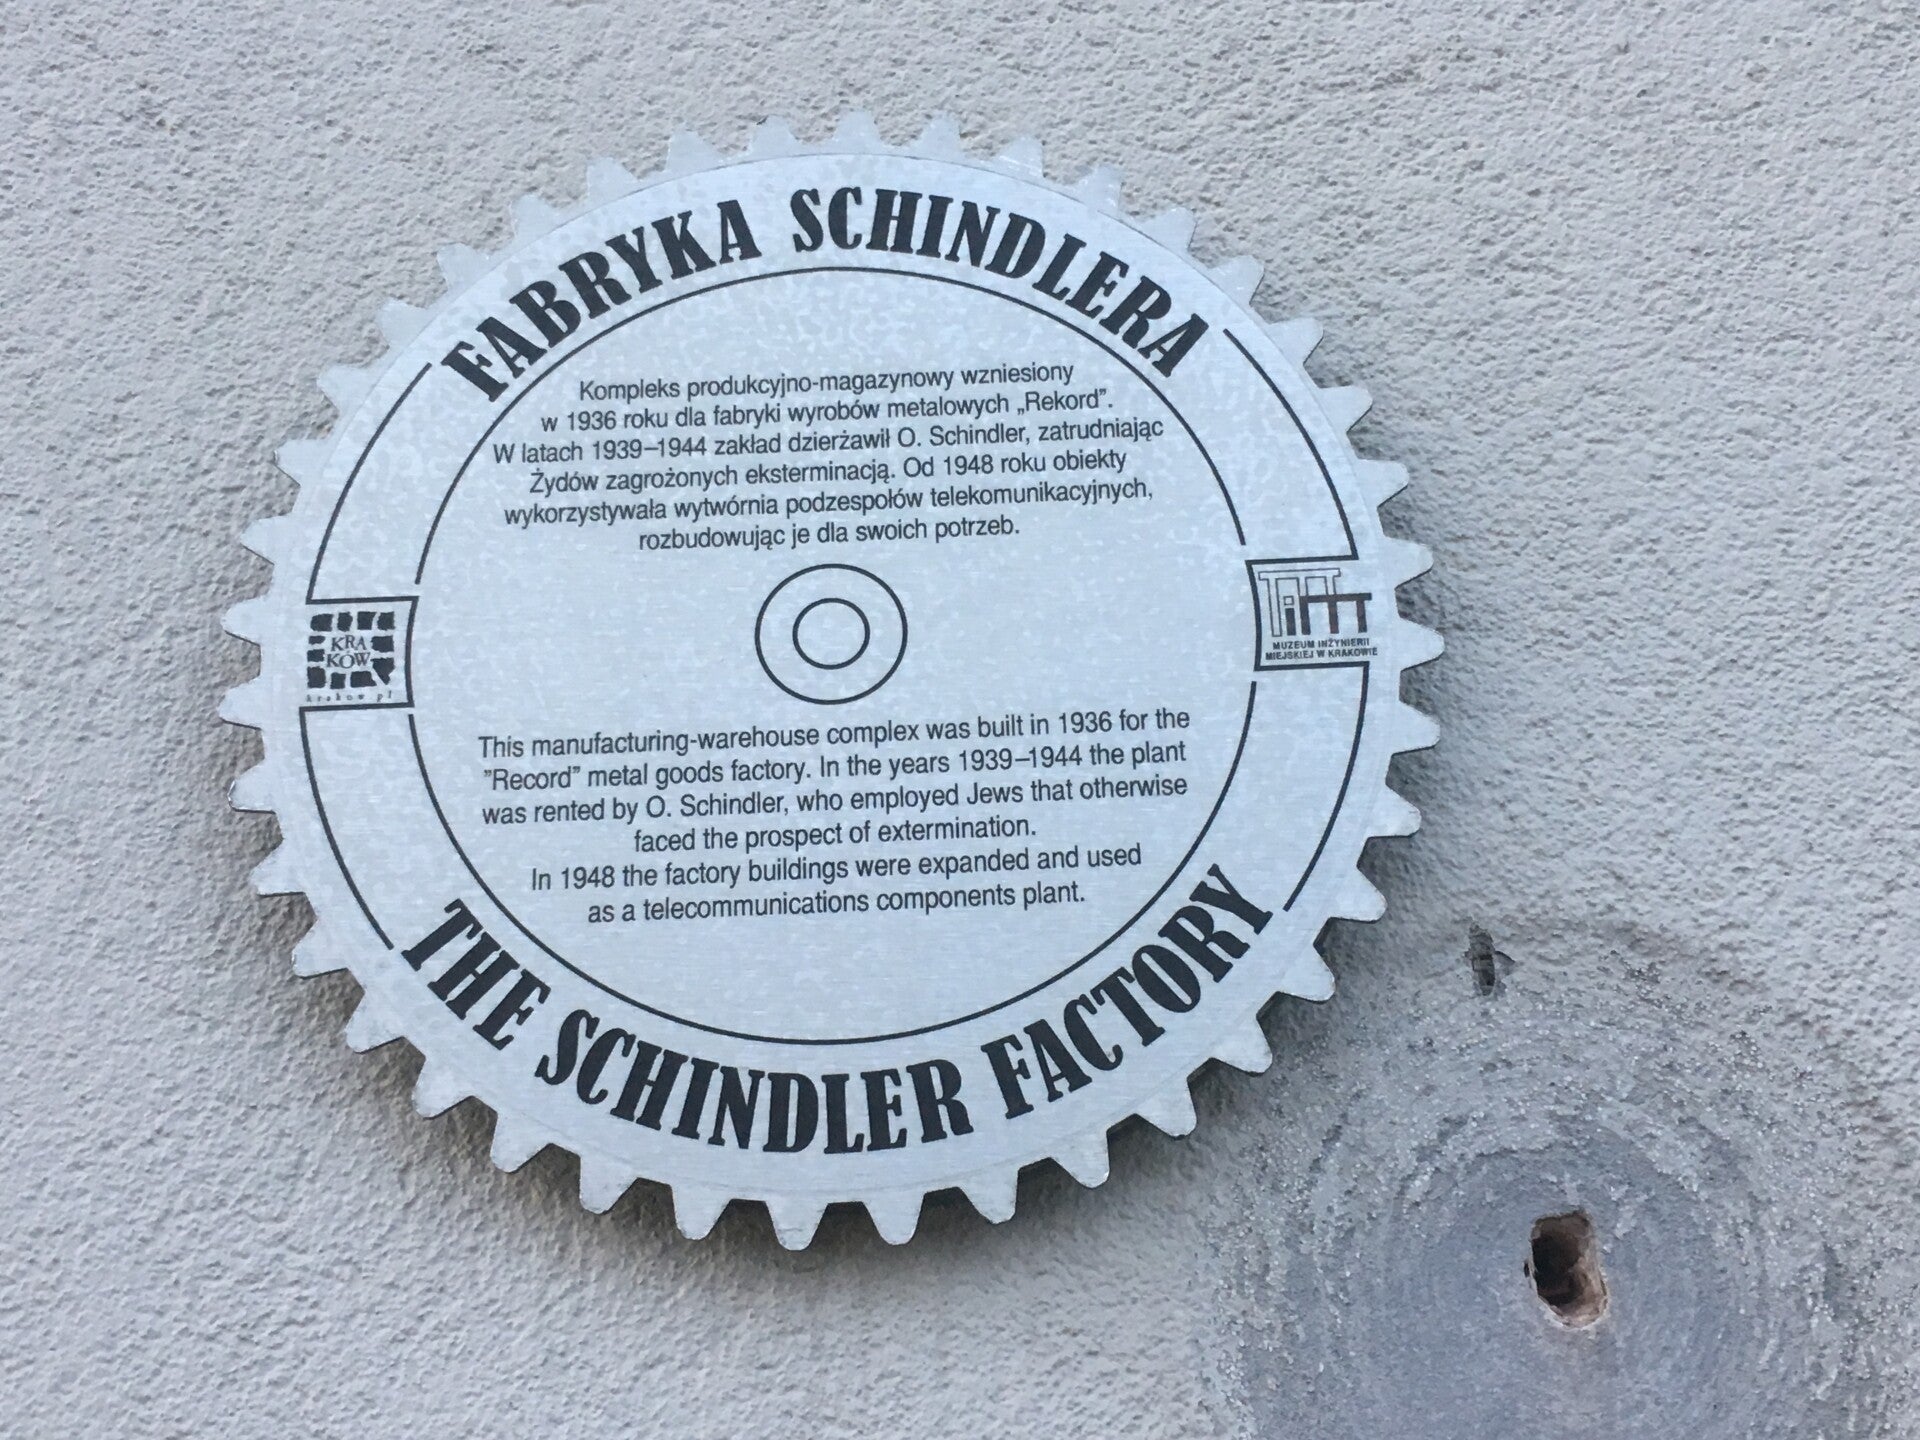 FABRYKA SCHINDLERA
Kompleks produkcyjno-magazynowy wzniesiony
w 1936 roku dla fabryki wyrobów metalowych „Rekord”.
W latach 1939–1944 zakład dzierżawił O. Schindler, zatrudniając
Żydów zagrożonych eksterminacją. Od 1948 roku obiekty
wykorzystywała wytwórnia podzespołów telekomunikacyjnych,
rozbudowując je dla swoich potrzeb.
KRA
KÓW
krakow.pl
MiM
MUZEUM INŻYNIERII
MIEJSKIEJ W KRAKOWIE
This manufacturing-warehouse complex was built in 1936 for the
”Record” metal goods factory. In the years 1939–1944 the plant
was rented by O. Schindler, who employed Jews that otherwise
faced the prospect of extermination.
In 1948 the factory buildings were expanded and used
as a telecommunications components plant.
THE SCHINDLER FACTORY